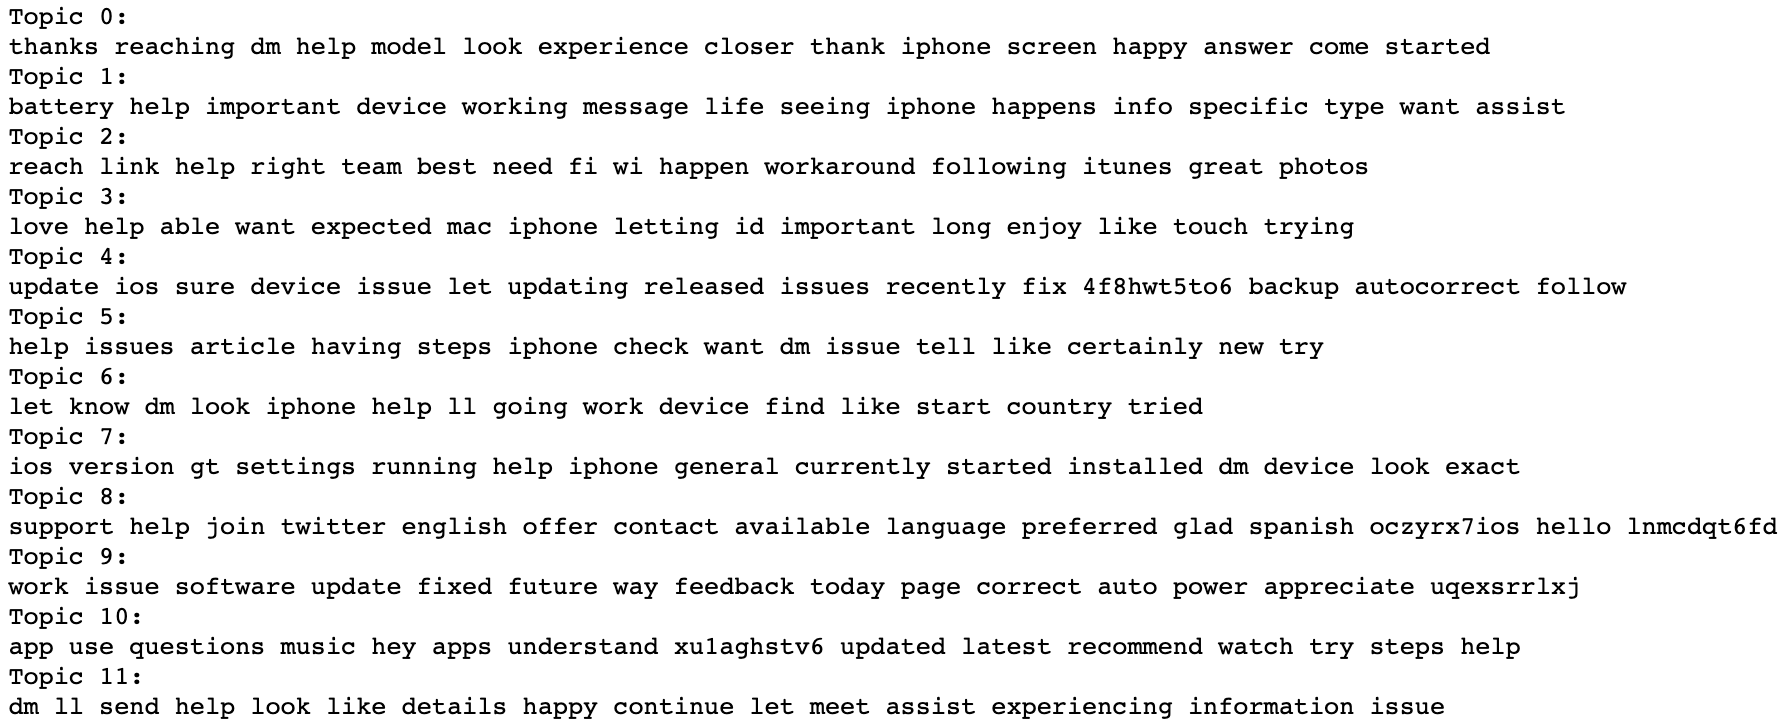 Topic 0:
thanks reaching dm help model look experience closer thank iphone screen happy answer come started
Topic 1:
battery help important device working message life seeing iphone happens info specific type want assist
Topic 2:
reach link help right team best need fi wi happen workaround following itunes great photos
Topic 3:
love help able want expected mac iphone letting id important long enjoy like touch trying
Topic 4:
update ios sure device issue let updating released issues recently fix 4f8hwt5to6 backup autocorrect follow
Topic 5:
help issues article having steps iphone check want dm issue tell like certainly new try
Topic 6:
let know dm look iphone help ll going work device find like start country tried
Topic 7:
ios version gt settings running help iphone general currently started installed dm device look exact
Topic 8:
support help join twitter english offer contact available language preferred glad spanish oczyrx7ios hello lnmcdqt6fd
Topic 9:
work issue software update fixed future way feedback today page correct auto power appreciate uqexsrrlxj
Topic 10:
app use questions music hey apps understand xu1aghstv6 updated latest recommend watch try steps help
Topic 11:
dm ll send help look like details happy continue let meet assist experiencing information issue